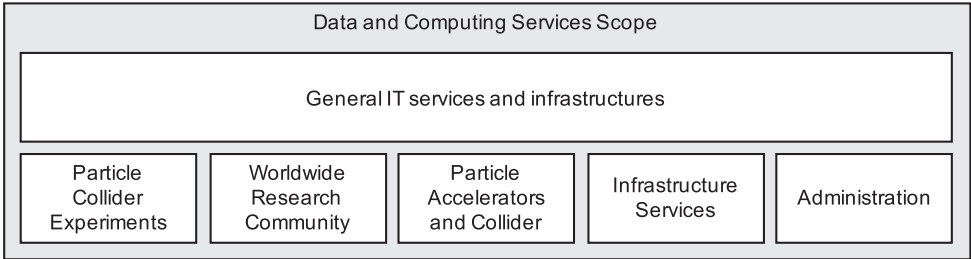 Data and Computing Services Scope
General IT services and infrastructures
Particle
Collider
Experiments
Worldwide
Research
Community
Particle
Accelerators
and Collider
Infrastructure
Services
Administration